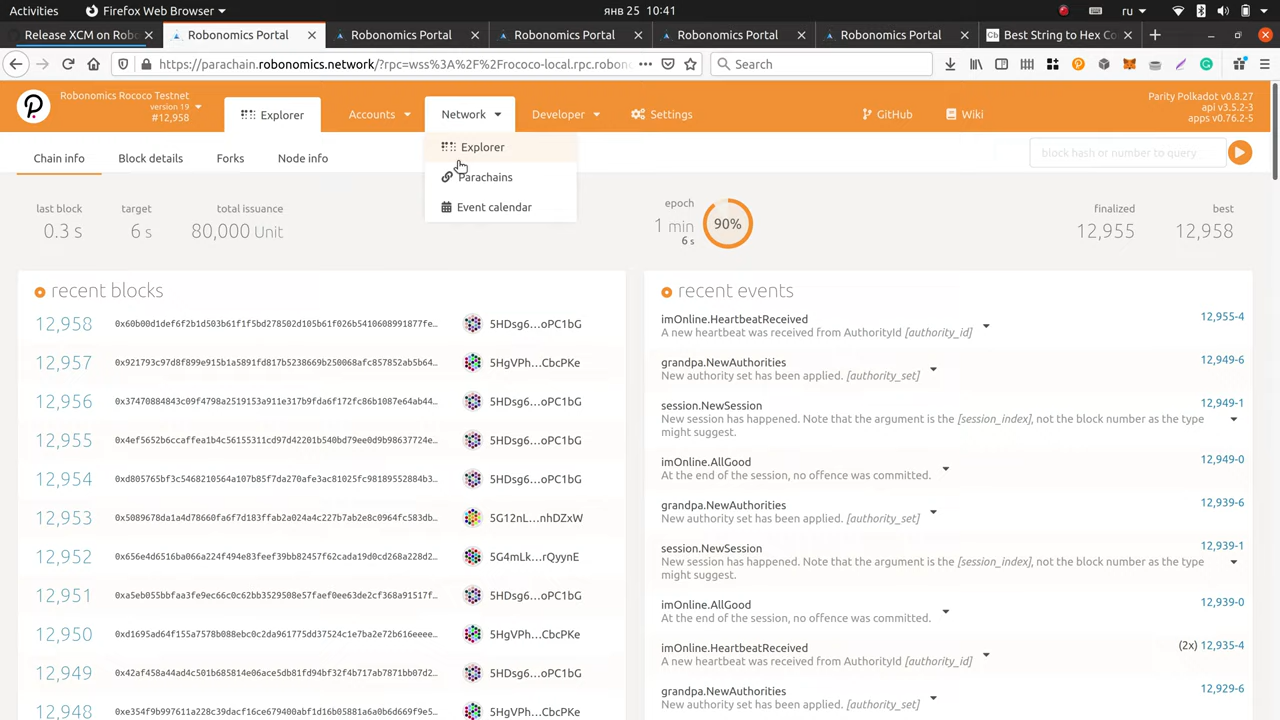 Activities
Firefox Web Browser
янв 25 10:41
ru
Release XCM on Robo
Robonomics Portal
Robonomics Portal
Robonomics Portal
Robonomics Portal
Robonomics Portal
Best String to Hex Co
https://parachain.robonomics.network/?rpc=wss%3A%2F%2Frococo-local.rpc.robon
Search
Robonomics Rococo Testnet
version 19
#12,958
Explorer
Accounts
Network
Developer
Settings
GitHub
Wiki
Parity Polkadot v0.8.27
api v3.5.2-3
apps v0.76.2-5
Explorer
Parachains
Event calendar
Chain info
Block details
Forks
Node info
block hash or number to query
last block
0.3 s
target
6 s
total issuance
80,000 Unit
epoch
1 min
6 s
90%
finalized
12,955
best
12,958
recent blocks
12,958 0x60b00d1def6f2b1d503b61f1f5bd278502d105b61f026b5410608991877fe… 5HDsg6…oPC1bG
12,957 0x921793c97d8f899e915b1a5891fd817b5238669b250068afc857852ab5b64… 5HgVPh…CbcPKe
12,956 0x37470884843c09f4798a2519153a911e317b9fda6f172fc86b1087e64ab44… 5HDsg6…oPC1bG
12,955 0x4ef5652b6ccaffea1b4c56155311cd97d42201b540bd79ee0d9b98637724e… 5HDsg6…oPC1bG
12,954 0xd805765bf3c5468210564a107b85f7da270afe3ac81025fc98189552884b3… 5HDsg6…oPC1bG
12,953 0x5089678da1a4d78660fa6f7d183ffab2a024a4c227b7ab2e8c0964fc583db… 5G12nL…nhDZxW
12,952 0x656e4d6516ba066a224f494e83feef39bb82457f62cada19d0cd268a228d2… 5G4mLk…rQyynE
12,951 0xa5eb055bbfaa3fe9ec66c0c62bb3529508e57faef0ee63de2cf368a91517f… 5HDsg6…oPC1bG
12,950 0xd1695ad64f155a7578b088ebc0c2da961775dd37524c1e7ba2e72b616eeee… 5HgVPh…CbcPKe
12,949 0x42af458a44ad4c501b685814e06ace5db81fd94bf32f4b717ab7871bb07d2… 5HDsg6…oPC1bG
12,948 0xe354f9b997611a228c39dacf16ce679400abf1d16b05881a6a0b6d669f9e5… 5HgVPh…CbcPKe
recent events
imOnline.HeartbeatReceived 12,955-4
A new heartbeat was received from AuthorityId [authority_id]
grandpa.NewAuthorities 12,949-6
New authority set has been applied. [authority_set]
session.NewSession 12,949-1
New session has happened. Note that the argument is the [session_index], not the block number as the type
might suggest.
imOnline.AllGood 12,949-0
At the end of the session, no offence was committed.
grandpa.NewAuthorities 12,939-6
New authority set has been applied. [authority_set]
session.NewSession 12,939-1
New session has happened. Note that the argument is the [session_index], not the block number as the type
might suggest.
imOnline.AllGood 12,939-0
At the end of the session, no offence was committed.
imOnline.HeartbeatReceived (2x) 12,935-4
A new heartbeat was received from AuthorityId [authority_id]
grandpa.NewAuthorities 12,929-6
New authority set has been applied. [authority_set]